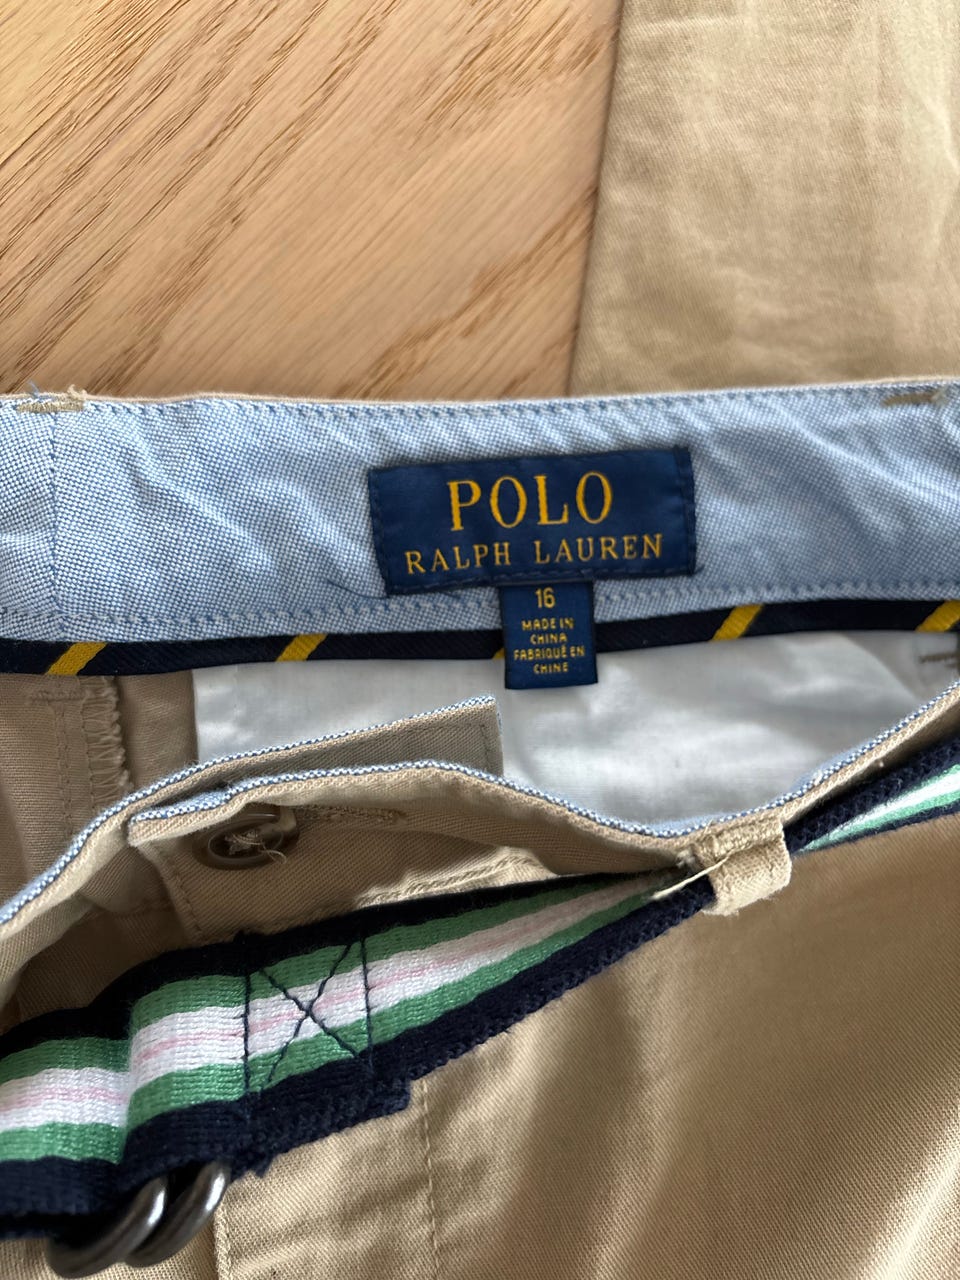 POLO
RALPH LAUREN
16
MADE IN
CHINA
FABRIQUÉ EN
CHINE